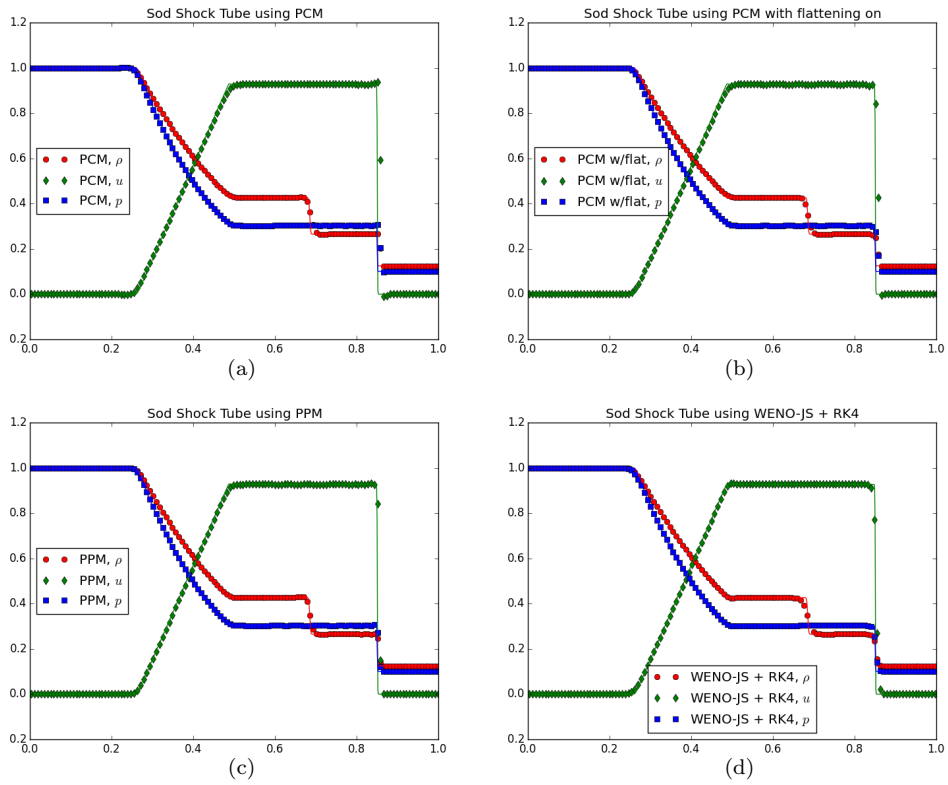 Sod Shock Tube using PCM
1.2
1.0
0.8
0.6
0.4
0.2
0.0
0.2
PCM, ρ
PCM, u
PCM, p
0.0 0.2 0.4 0.6 0.8 1.0
(a)
Sod Shock Tube using PCM with flattening on
1.2
1.0
0.8
0.6
0.4
0.2
0.0
0.2
PCM w/flat, ρ
PCM w/flat, u
PCM w/flat, p
0.0 0.2 0.4 0.6 0.8 1.0
(b)
Sod Shock Tube using PPM
1.2
1.0
0.8
0.6
0.4
0.2
0.0
0.2
PPM, ρ
PPM, u
PPM, p
0.0 0.2 0.4 0.6 0.8 1.0
(c)
Sod Shock Tube using WENO-JS + RK4
1.2
1.0
0.8
0.6
0.4
0.2
0.0
0.2
WENO-JS + RK4, ρ
WENO-JS + RK4, u
WENO-JS + RK4, p
0.0 0.2 0.4 0.6 0.8 1.0
(d)